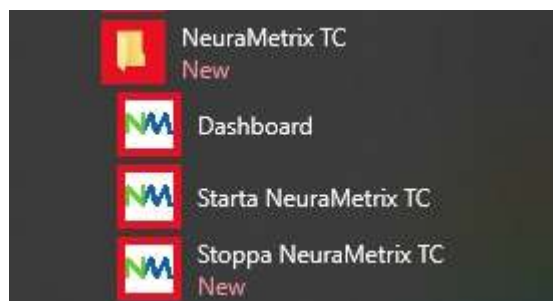 NeuraMetrix TC
New
NM Dashboard
NM Starta NeuraMetrix TC
NM Stoppa NeuraMetrix TC
New